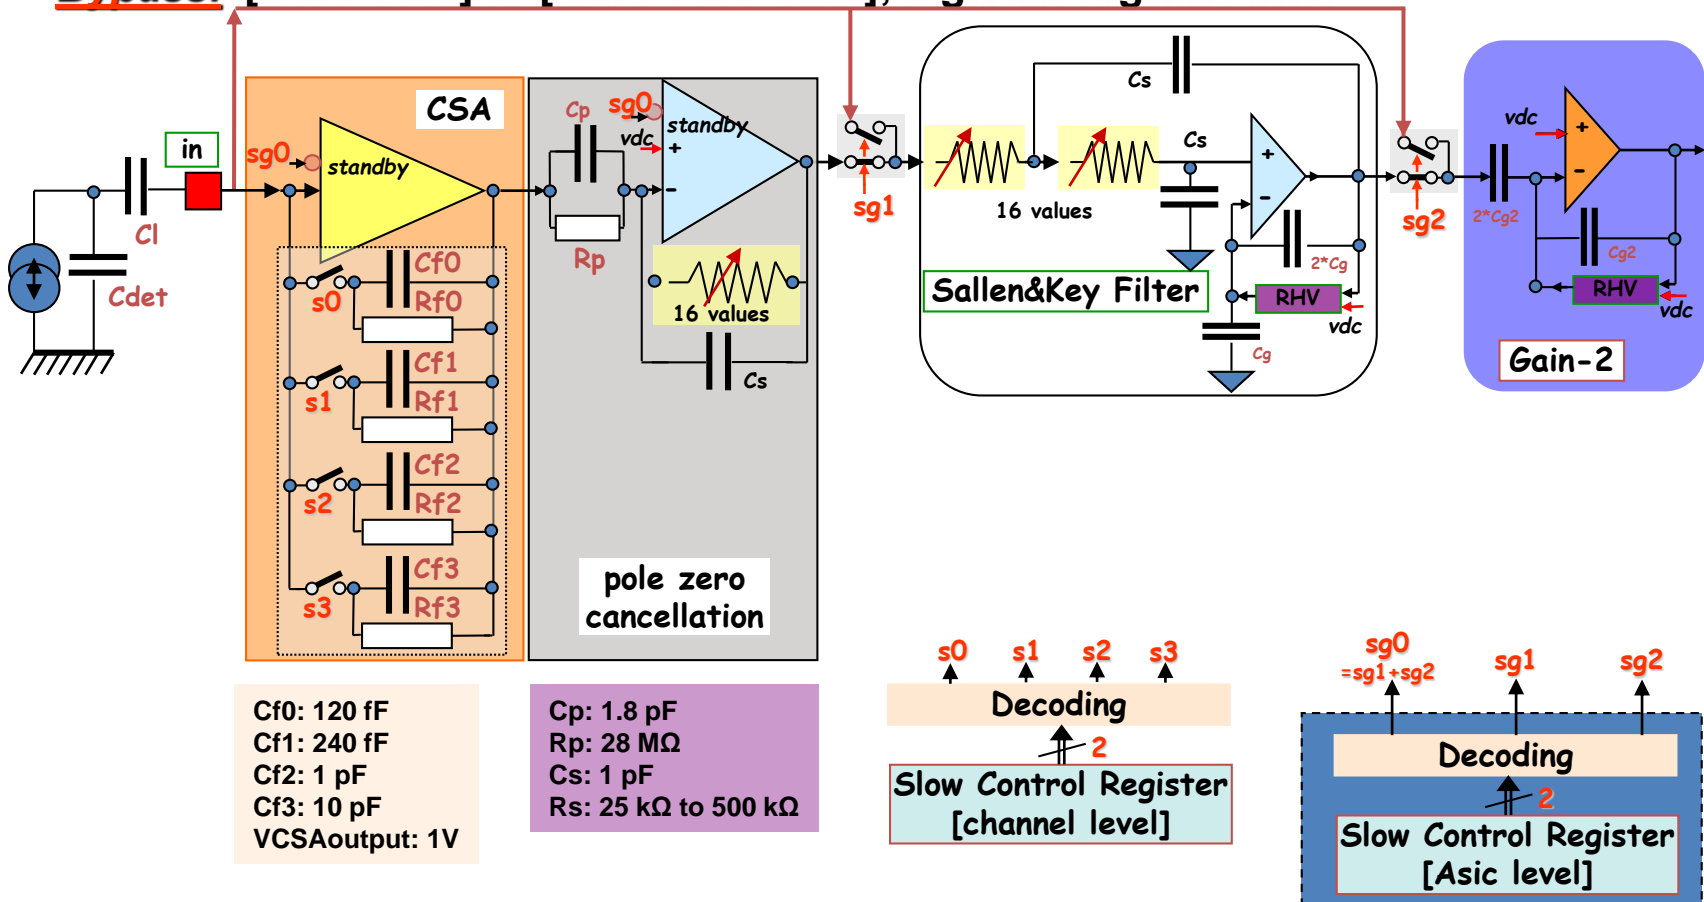 Bypass:
CSA
in
sg0
standby
Cl
Cdet
Cf0
Rf0
s0
Cf1
Rf1
s1
Cf2
Rf2
s2
Cf3
Rf3
s3
Cp
Rp
sg0
vdc
standby
+
-
16 values
Cs
pole zero
cancellation
sg1
16 values
Cs
Cs
+
-
2*Cg
RHV
vdc
Cg
Sallen&Key Filter
sg2
2*Cg2
vdc
+
-
Cg2
RHV
vdc
Gain-2
Cf0: 120 fF
Cf1: 240 fF
Cf2: 1 pF
Cf3: 10 pF
VCSAoutput: 1V
Cp: 1.8 pF
Rp: 28 MΩ
Cs: 1 pF
Rs: 25 kΩ to 500 kΩ
s0 s1 s2 s3
Decoding
2
Slow Control Register
[channel level]
sg0
=sg1+sg2
sg1
sg2
Decoding
2
Slow Control Register
[Asic level]